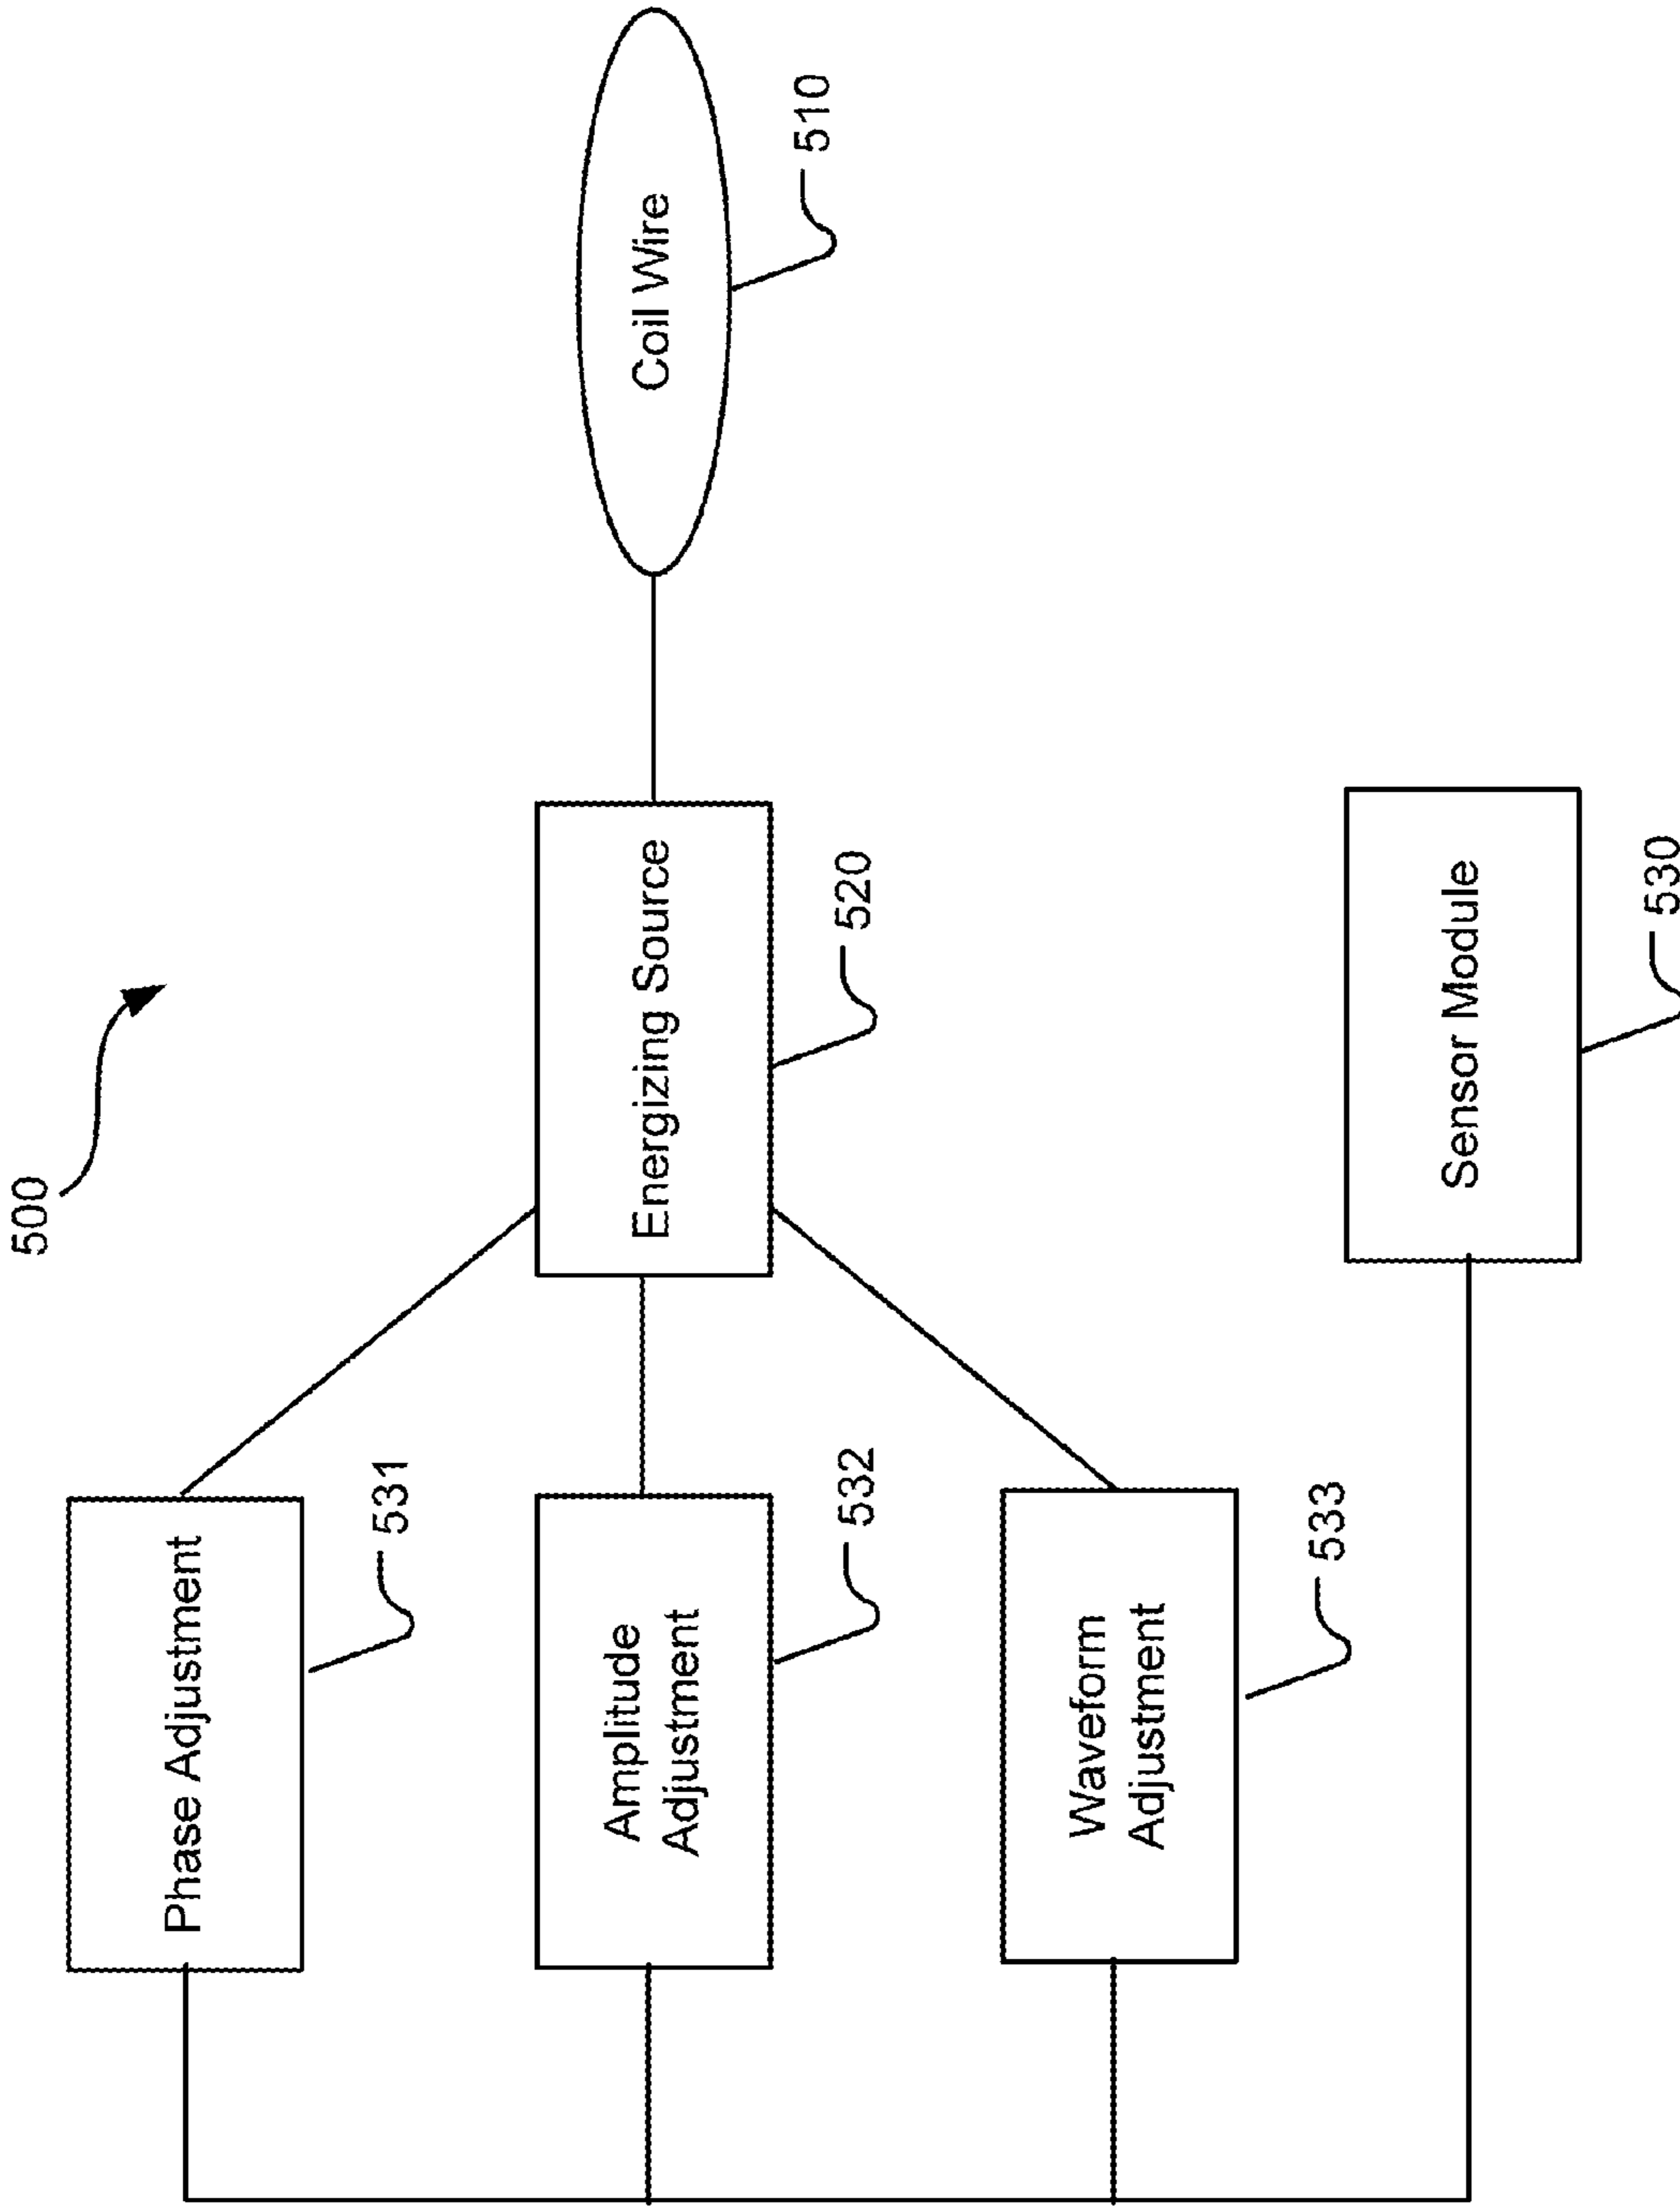 500
Phase Adjustment
531
Amplitude
Adjustment
532
Waveform
Adjustment
533
Energizing Source
520
Coil Wire
510
Sensor Module
530